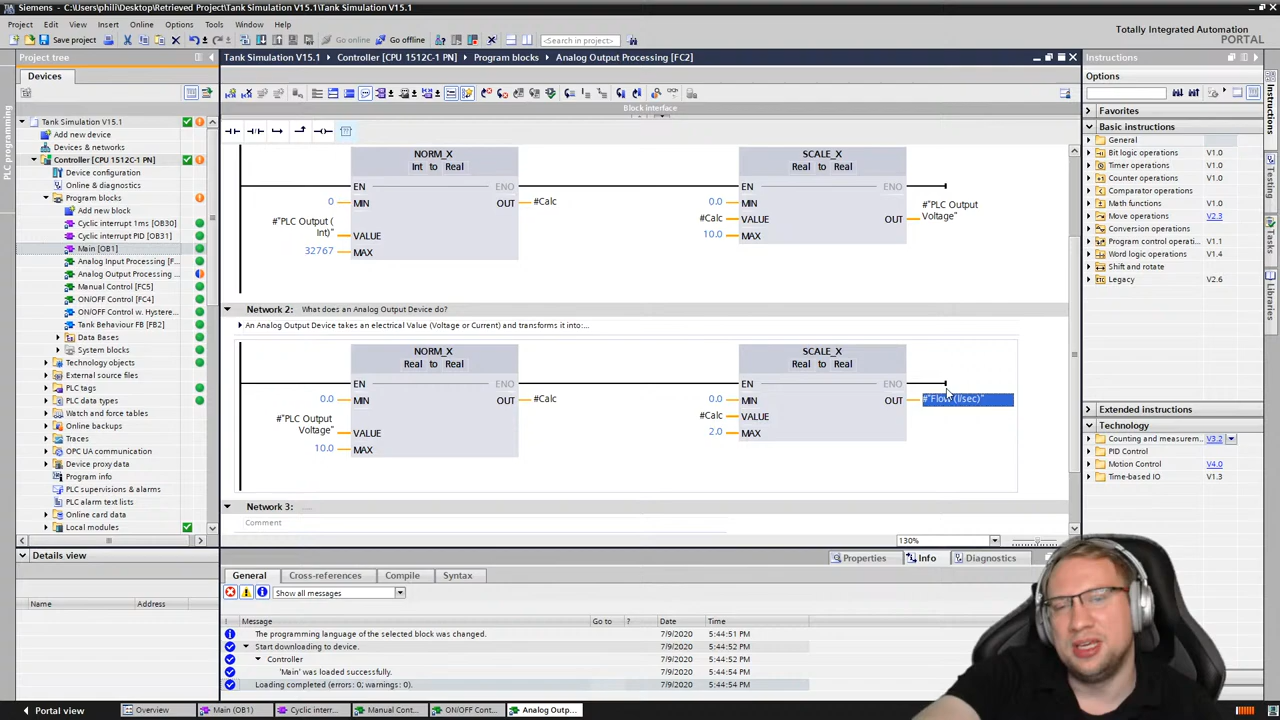 Siemens - C:\Users\phili\Desktop\Retrieved Project\Tank Simulation V15.1\Tank Simulation V15.1
Project Edit View Insert Online Options Tools Window Help
Totally Integrated Automation
PORTAL
Save project
Go online
Go offline
<Search in project>
Project tree
Tank Simulation V15.1 Controller [CPU 1512C-1 PN] Program blocks Analog Output Processing [FC2]
Instructions
Devices
Options
PLC programming
Tank Simulation V15.1
Add new device
Devices & networks
Controller [CPU 1512C-1 PN]
Device configuration
Online & diagnostics
Program blocks
Add new block
Cyclic interrupt 1ms [OB30]
Cyclic interrupt PID [OB31]
Main [OB1]
Analog Input Processing [F...
Analog Output Processing ...
Manual Control [FC5]
ON/OFF Control [FC4]
ON/OFF Control w. Hystere...
Tank Behaviour FB [FB2]
Data Bases
System blocks
Technology objects
External source files
PLC tags
PLC data types
Watch and force tables
Online backups
Traces
OPC UA communication
Device proxy data
Program info
PLC supervisions & alarms
PLC alarm text lists
Online card data
Local modules
Details view
Name Address
Block interface
NORM_X
Int to Real
EN ENO
0 MIN OUT #Calc
#"PLC Output (
Int)" VALUE
32767 MAX
SCALE_X
Real to Real
EN ENO
0.0 MIN
#Calc VALUE OUT
10.0 MAX
#"PLC Output
Voltage"
Network 2: What does an Analog Output Device do?
An Analog Output Device takes an electrical Value (Voltage or Current) and transforms it into:...
NORM_X
Real to Real
EN ENO
0.0 MIN OUT #Calc
#"PLC Output
Voltage" VALUE
10.0 MAX
SCALE_X
Real to Real
EN ENO
0.0 MIN OUT #"Flow (l/sec)"
#Calc VALUE
2.0 MAX
Network 3: .....
Comment
130%
Properties Info Diagnostics
General Cross-references Compile Syntax
Show all messages
! Message Go to ? Date Time
The programming language of the selected block was changed. 7/9/2020 5:44:51 PM
Start downloading to device. 7/9/2020 5:44:52 PM
Controller 7/9/2020 5:44:52 PM
'Main' was loaded successfully. 7/9/2020 5:44:54 PM
Loading completed (errors: 0; warnings: 0). 7/9/2020 5:44:54 PM
Favorites
Basic instructions
General
Bit logic operations V1.0
Timer operations V1.0
Counter operations V1.0
Comparator operations
Math functions V1.0
Move operations V2.3
Conversion operations
Program control operati... V1.1
Word logic operations V1.4
Shift and rotate
Legacy V2.6
Extended instructions
Technology
Counting and measurem... V3.2
PID Control
Motion Control V4.0
Time-based IO V1.3
Instructions
Testing
Tasks
Libraries
Portal view
Overview
Main (OB1)
Cyclic interr...
Manual Cont...
ON/OFF Cont...
Analog Outp...